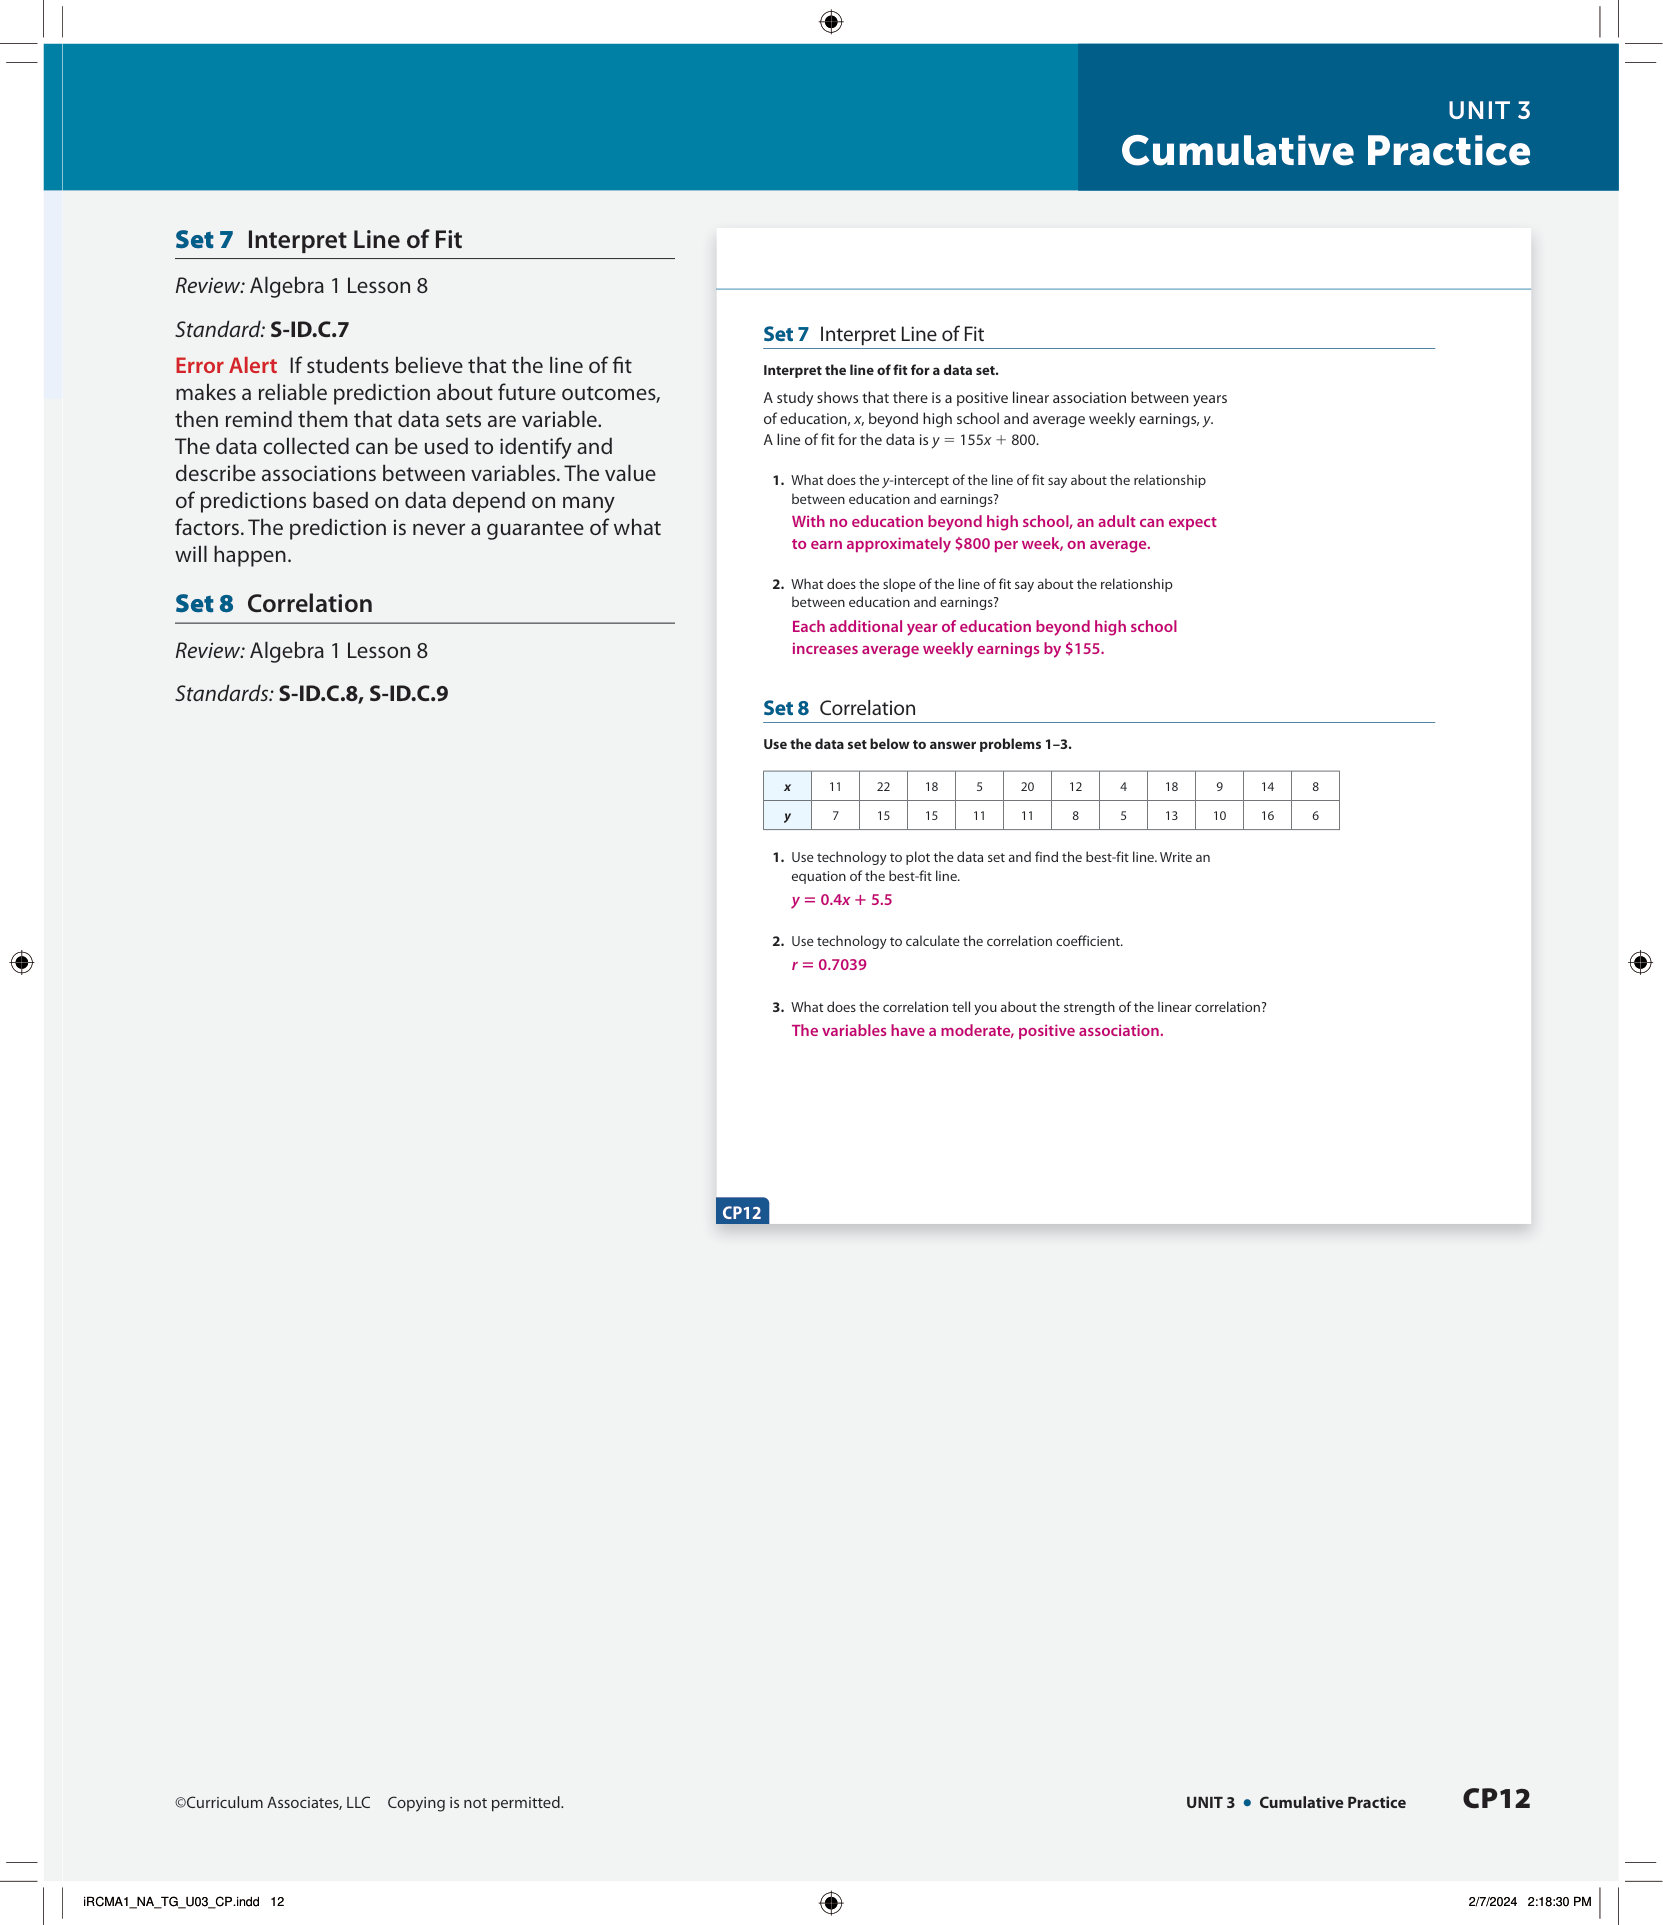 UNIT 3
Cumulative Practice
Set 7 Interpret Line of Fit
Review: Algebra 1 Lesson 8
Standard: S-ID.C.7
Error Alert If students believe that the line of fit
makes a reliable prediction about future outcomes,
then remind them that data sets are variable.
The data collected can be used to identify and
describe associations between variables. The value
of predictions based on data depend on many
factors. The prediction is never a guarantee of what
will happen.
Set 8 Correlation
Review: Algebra 1 Lesson 8
Standards: S-ID.C.8, S-ID.C.9
Set 7 Interpret Line of Fit
Interpret the line of fit for a data set.
A study shows that there is a positive linear association between years
of education, x, beyond high school and average weekly earnings, y.
A line of fit for the data is y = 155x + 800.
1. What does the y-intercept of the line of fit say about the relationship
between education and earnings?
With no education beyond high school, an adult can expect
to earn approximately $800 per week, on average.
2. What does the slope of the line of fit say about the relationship
between education and earnings?
Each additional year of education beyond high school
increases average weekly earnings by $155.
Set 8 Correlation
Use the data set below to answer problems 1–3.
x 11 22 18 5 20 12 4 18 9 14 8
y 7 15 15 11 11 8 5 13 10 16 6
1. Use technology to plot the data set and find the best-fit line. Write an
equation of the best-fit line.
y = 0.4x + 5.5
2. Use technology to calculate the correlation coefficient.
r = 0.7039
3. What does the correlation tell you about the strength of the linear correlation?
The variables have a moderate, positive association.
CP12
©Curriculum Associates, LLC Copying is not permitted.
UNIT 3 • Cumulative Practice CP12
iRCMA1_NA_TG_U03_CP.indd 12
2/7/2024 2:18:30 PM